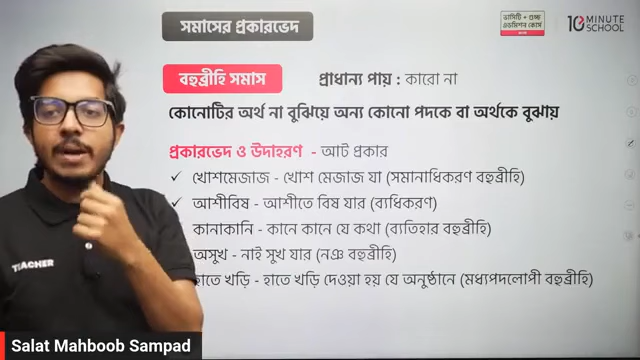 সমাসের প্রকারভেদ
ভার্সিটি + গুচ্ছ
এডমিশন কোর্স
10 MINUTE SCHOOL
বহুব্রীহি সমাস
প্রাধান্য পায় : কারো না
কোনোটির অর্থ না বুঝিয়ে অন্য কোনো পদকে বা অর্থকে বুঝায়
প্রকারভেদ ও উদাহরণ - আট প্রকার
খোশমেজাজ - খোশ মেজাজ যা (সমানাধিকরণ বহুব্রীহি)
আশীবিষ - আশীতে বিষ যার (ব্যধিকরণ)
কানাকানি - কানে কানে যে কথা (ব্যতিহার বহুব্রীহি)
অসুখ - নাই সুখ যার (নঞ বহুব্রীহি)
হাতে খড়ি - হাতে খড়ি দেওয়া হয় যে অনুষ্ঠানে (মধ্যপদলোপী বহুব্রীহি)
TEACHER
Salat Mahboob Sampad